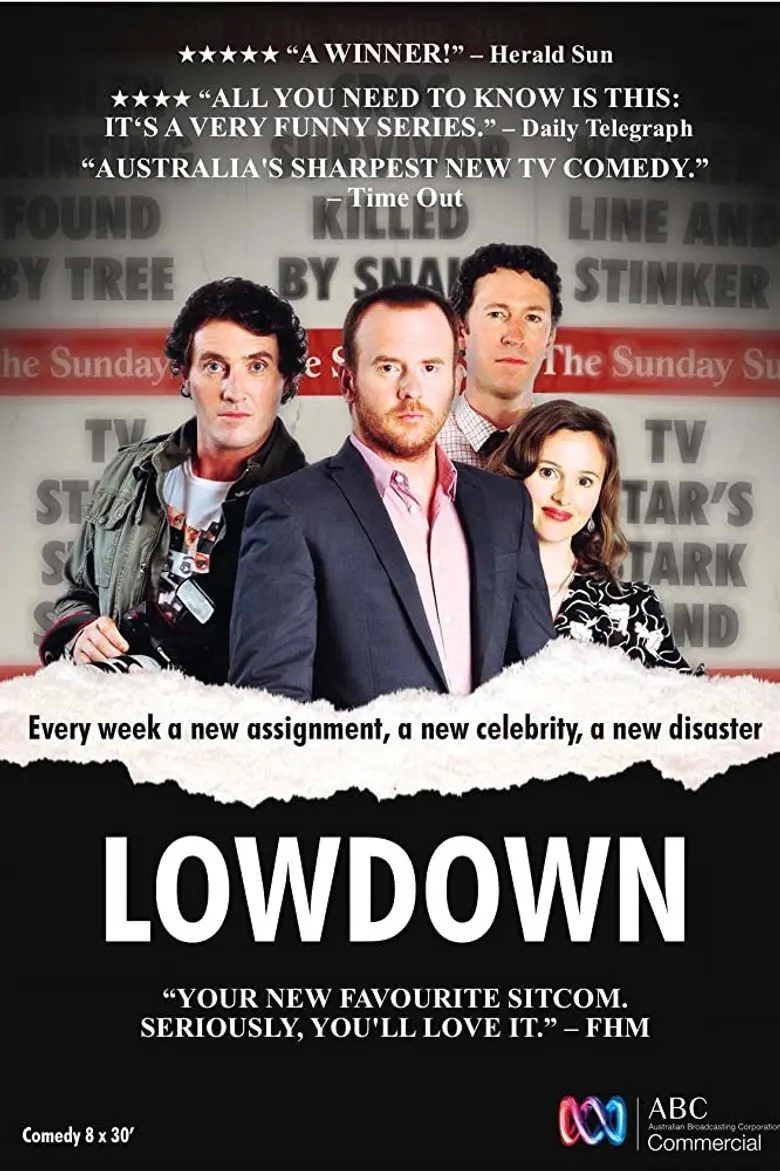 ★★★★★ “A WINNER!” – Herald Sun
★★★★ “ALL YOU NEED TO KNOW IS THIS:
IT‘S A VERY FUNNY SERIES.” – Daily Telegraph
“AUSTRALIA'S SHARPEST NEW TV COMEDY.”
– Time Out
FOUND KILLED LINE AND
BY TREE BY STINKER
The Sunday The Sunday
TV TV
TAR’S
TARK
Every week a new assignment, a new celebrity, a new disaster
LOWDOWN
“YOUR NEW FAVOURITE SITCOM.
SERIOUSLY, YOU'LL LOVE IT.” – FHM
ABC
Australian Broadcasting Corporation
Commercial
Comedy 8 x 30’